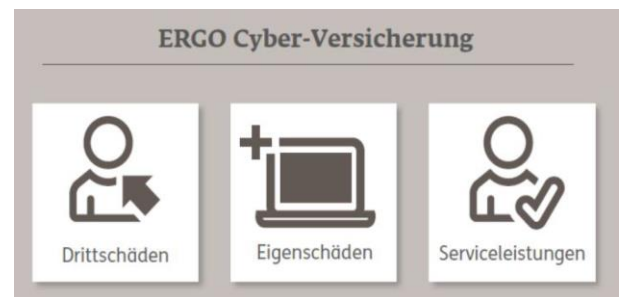 ERGO Cyber-Versicherung
Drittschäden
Eigenschäden
Serviceleistungen